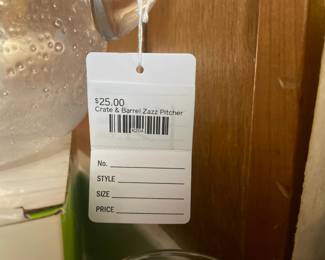 $25.00
Crate & Barrel Zazz Pitcher
No.
STYLE
SIZE
PRICE